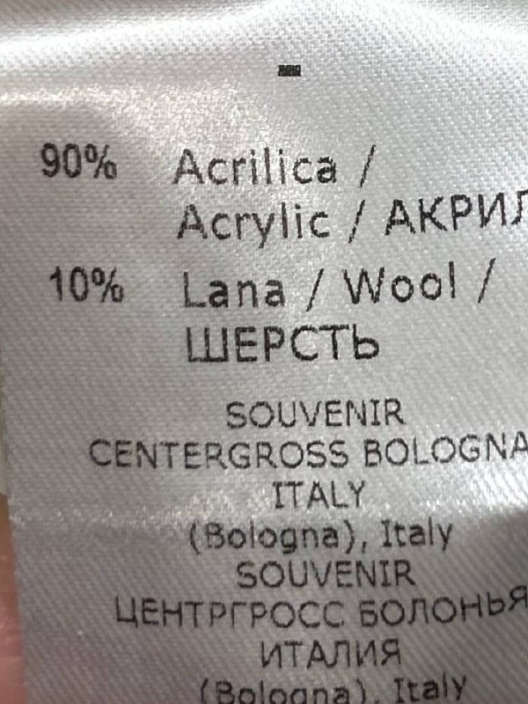 90% Acrilica /
Acrylic / АКРИЛ
10% Lana / Wool /
ШЕРСТЬ
SOUVENIR
CENTERGROSS BOLOGNA
ITALY
(Bologna), Italy
SOUVENIR
ЦЕНТРГРОСС БОЛОНЬЯ
ИТАЛИЯ
(Bologna), Italy